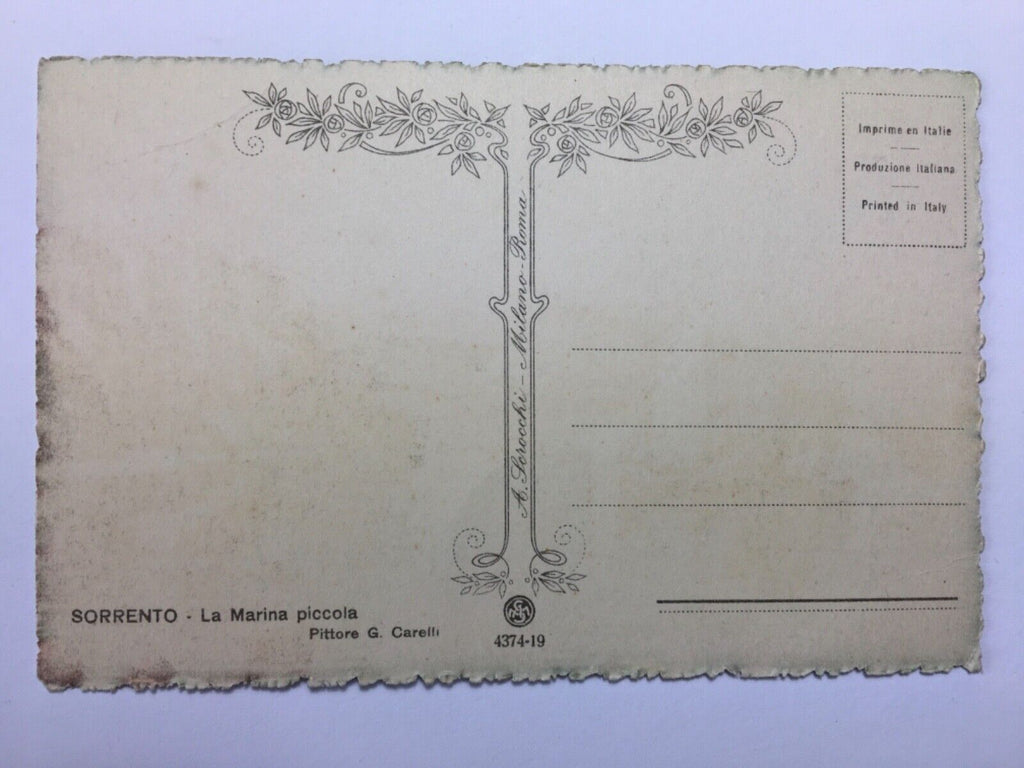 Imprime en Italie
Produzione Italiana
Printed in Italy
A. Scrocchi - Milano - Roma
SORRENTO - La Marina piccola
Pittore G. Carelli
4374-19